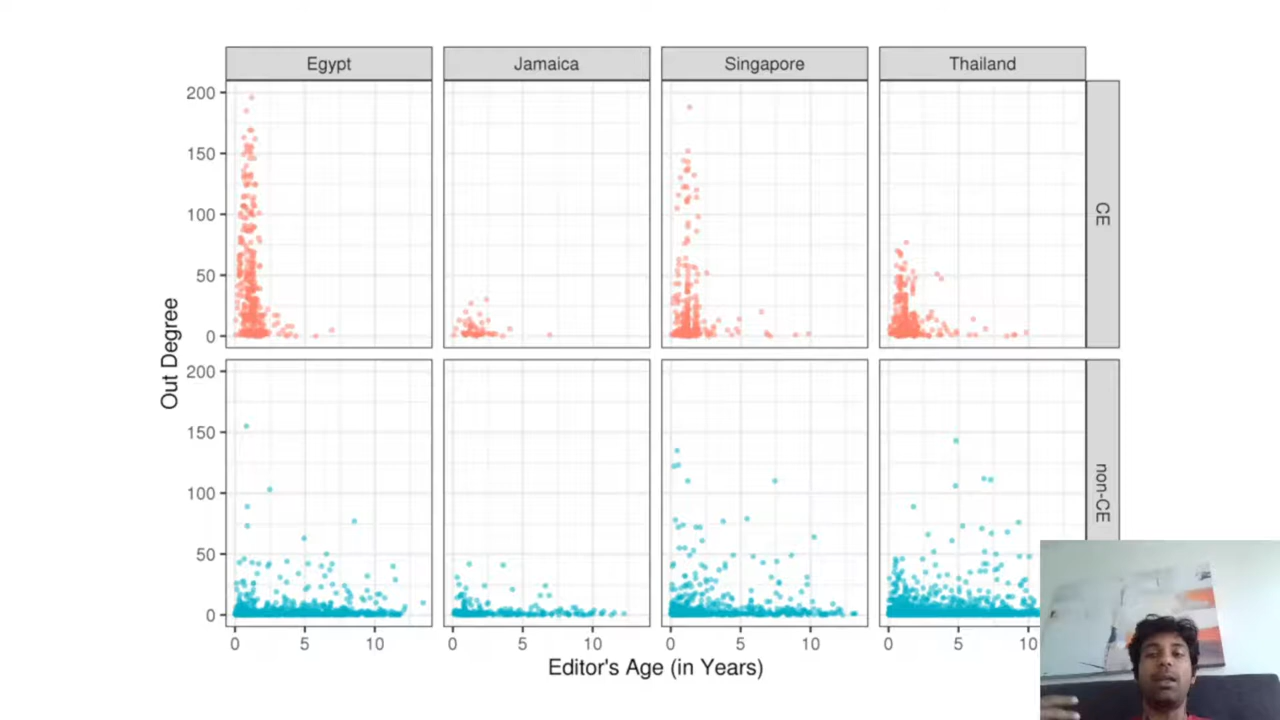 Egypt Jamaica Singapore Thailand
200
150
100
50
0
CE
Out Degree
200
150
100
50
0
non-CE
0 5 10 0 5 10 0 5 10 0 5 10
Editor's Age (in Years)